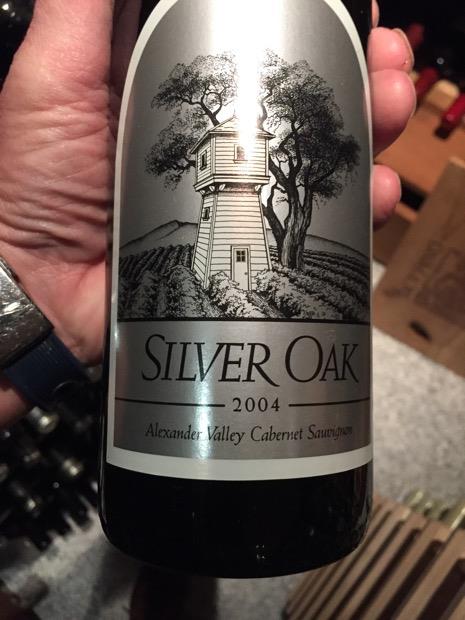 SILVER OAK
2004
Alexander Valley Cabernet Sauvignon